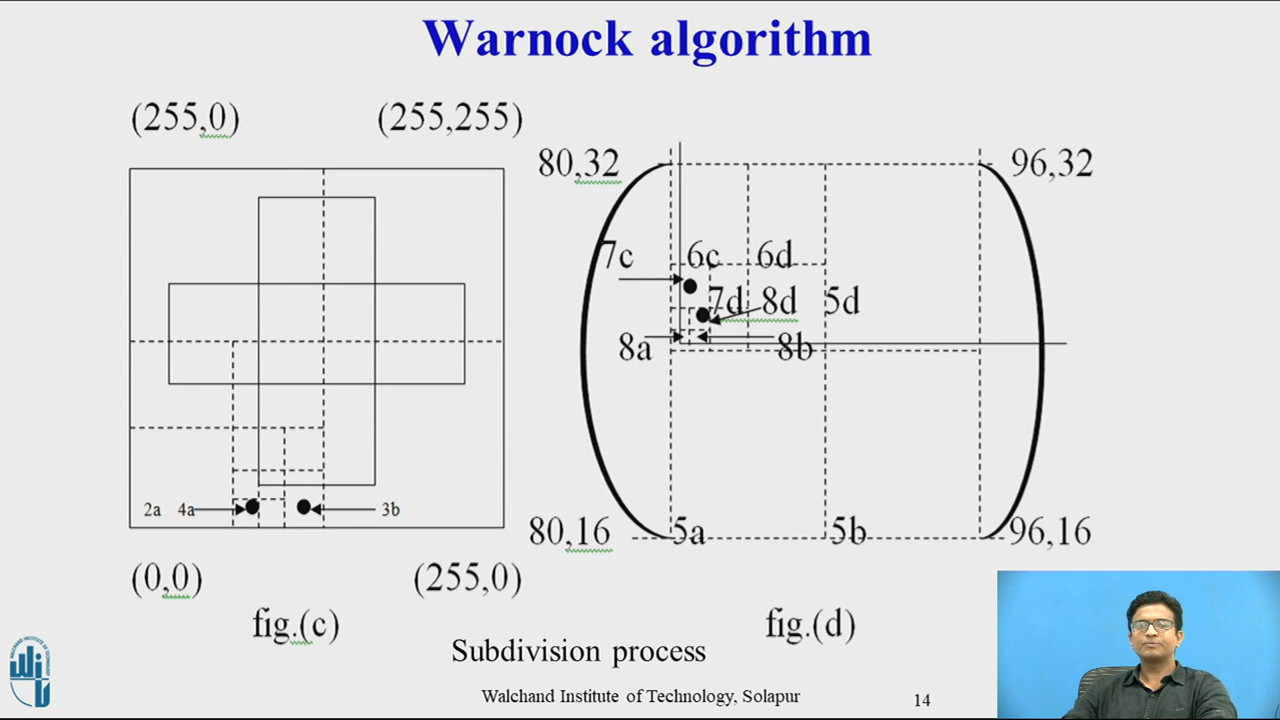 Warnock algorithm
(255,0) (255,255)
80,32 96,32
7c 6c 6d
7d 8d 5d
8a 8b
2a 4a 3b
80,16 5a 5b 96,16
(0,0) (255,0)
fig.(c) fig.(d)
Subdivision process
Walchand Institute of Technology, Solapur 14